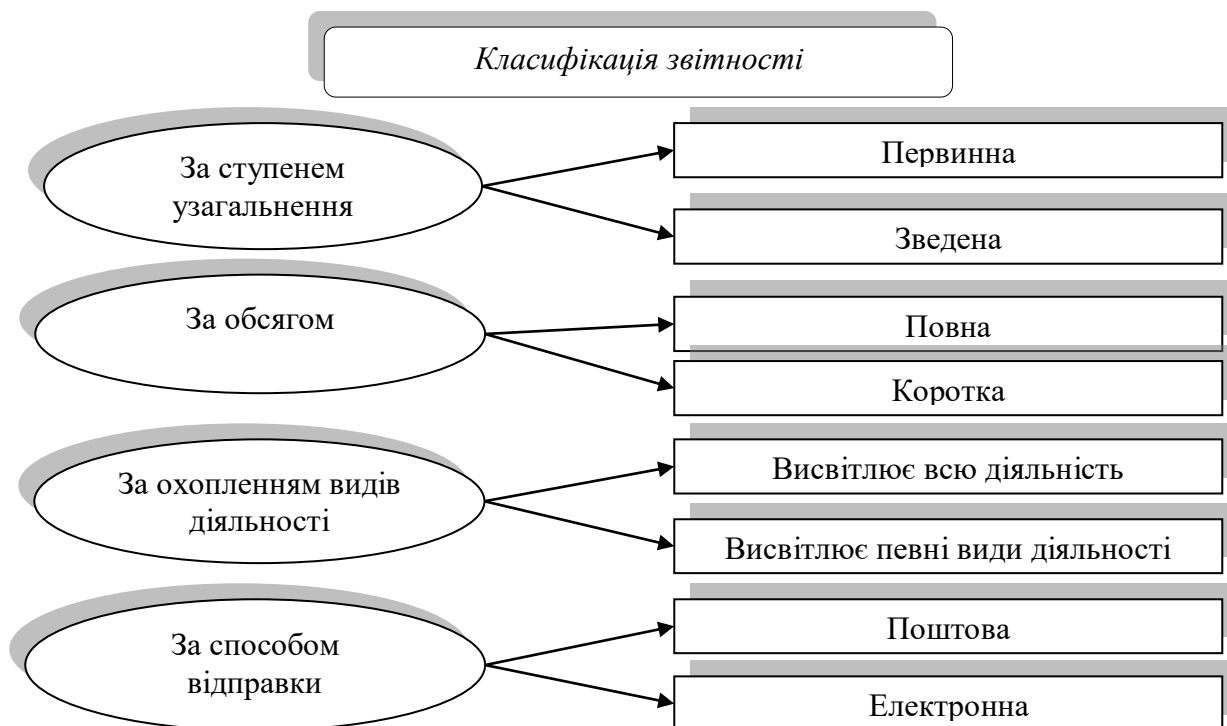 Класифікація звітності
За ступенем
узагальнення
Первинна
Зведена
За обсягом
Повна
Коротка
За охопленням видів
діяльності
Висвітлює всю діяльність
Висвітлює певні види діяльності
За способом
відправки
Поштова
Електронна